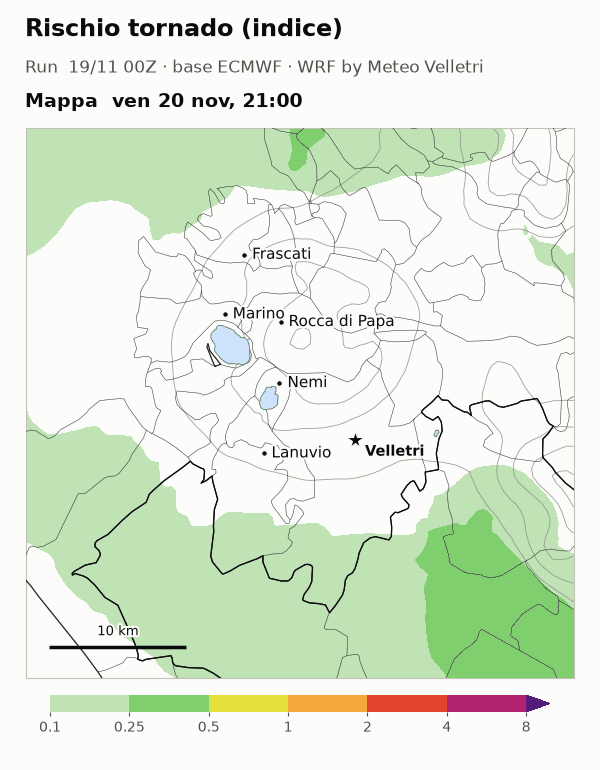 Rischio tornado (indice)
Run  19/11 00Z · base ECMWF · WRF by Meteo Velletri
Mappa  ven 20 nov, 21:00
Frascati
Marino
Rocca di Papa
Nemi
Velletri
Lanuvio
10 km
0.1 0.25 0.5 1 2 4 8